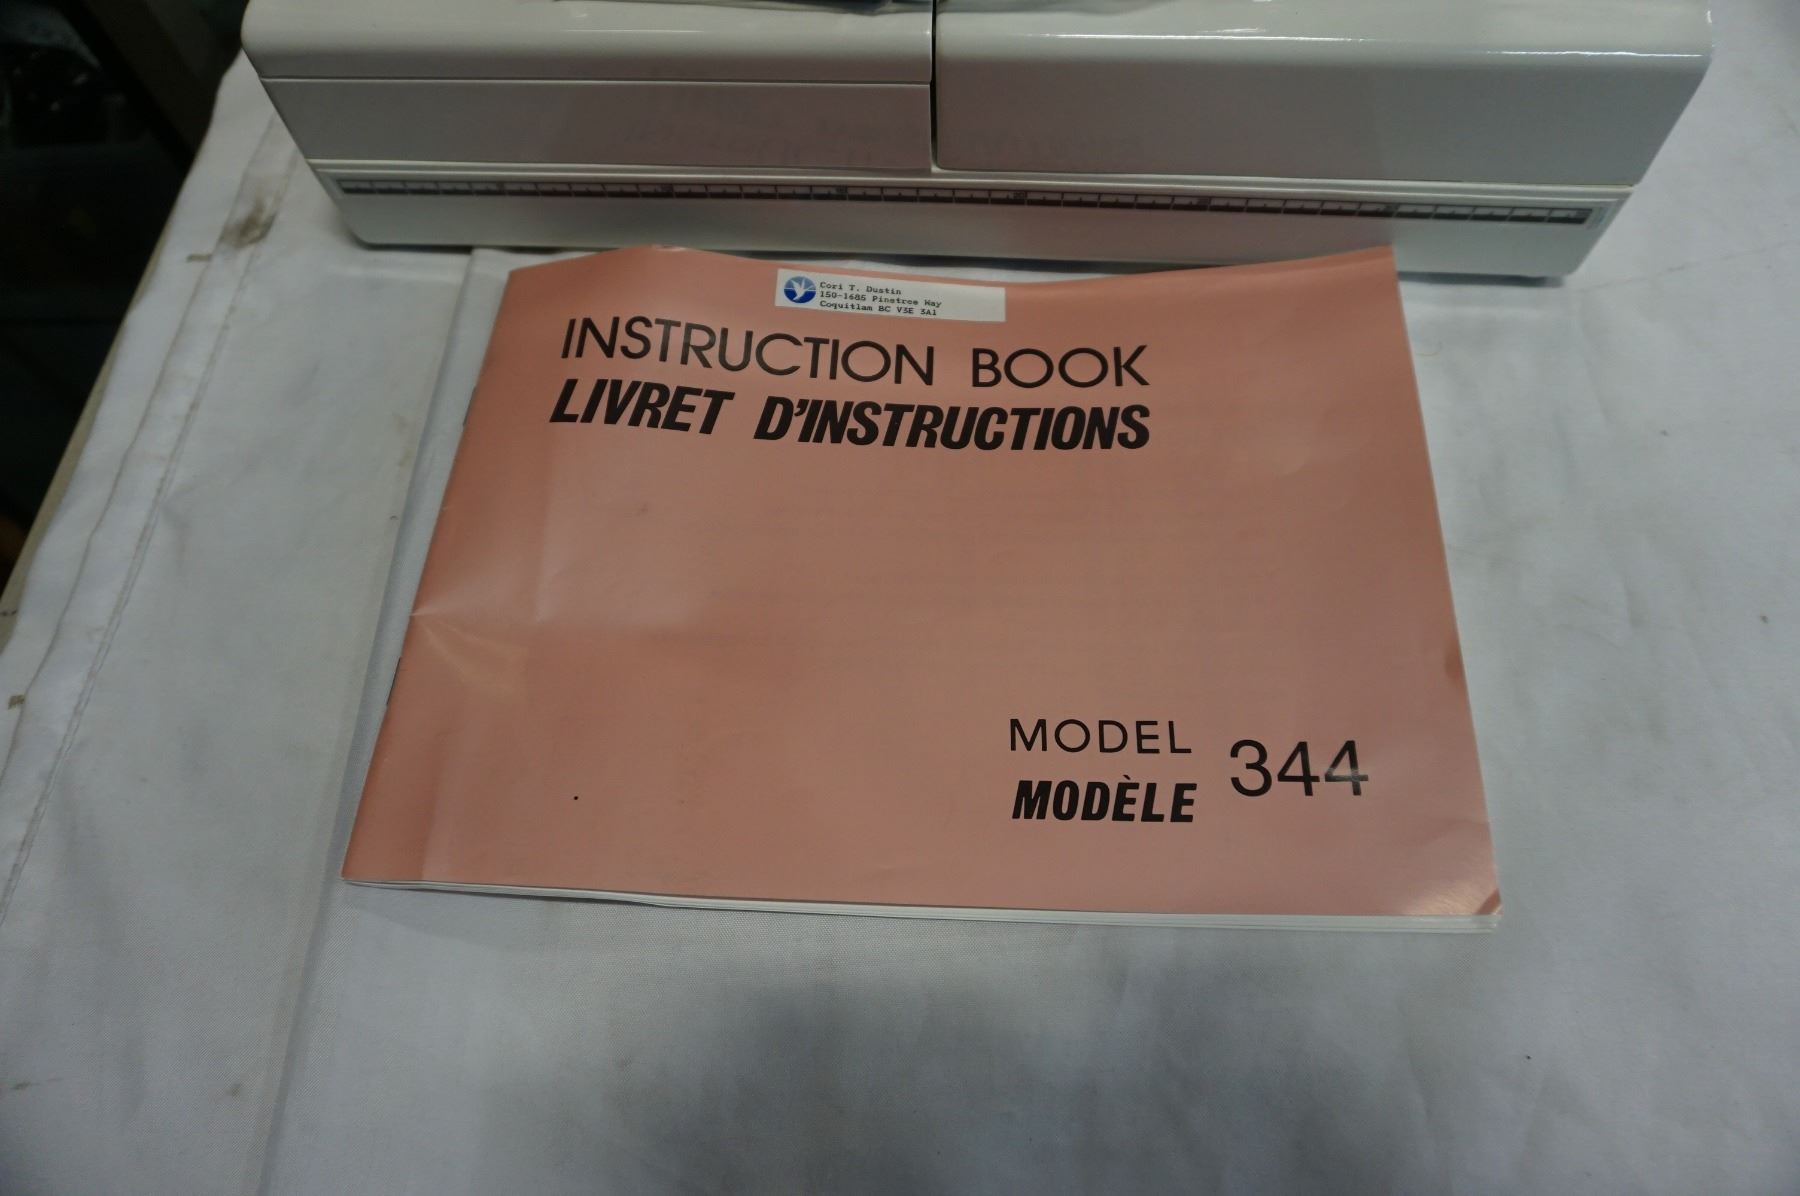 Cori T. Dustin
150-1685 Pinetree Way
Coquitlam BC V3E 3A1
INSTRUCTION BOOK
LIVRET D'INSTRUCTIONS
MODEL
MODÈLE
344